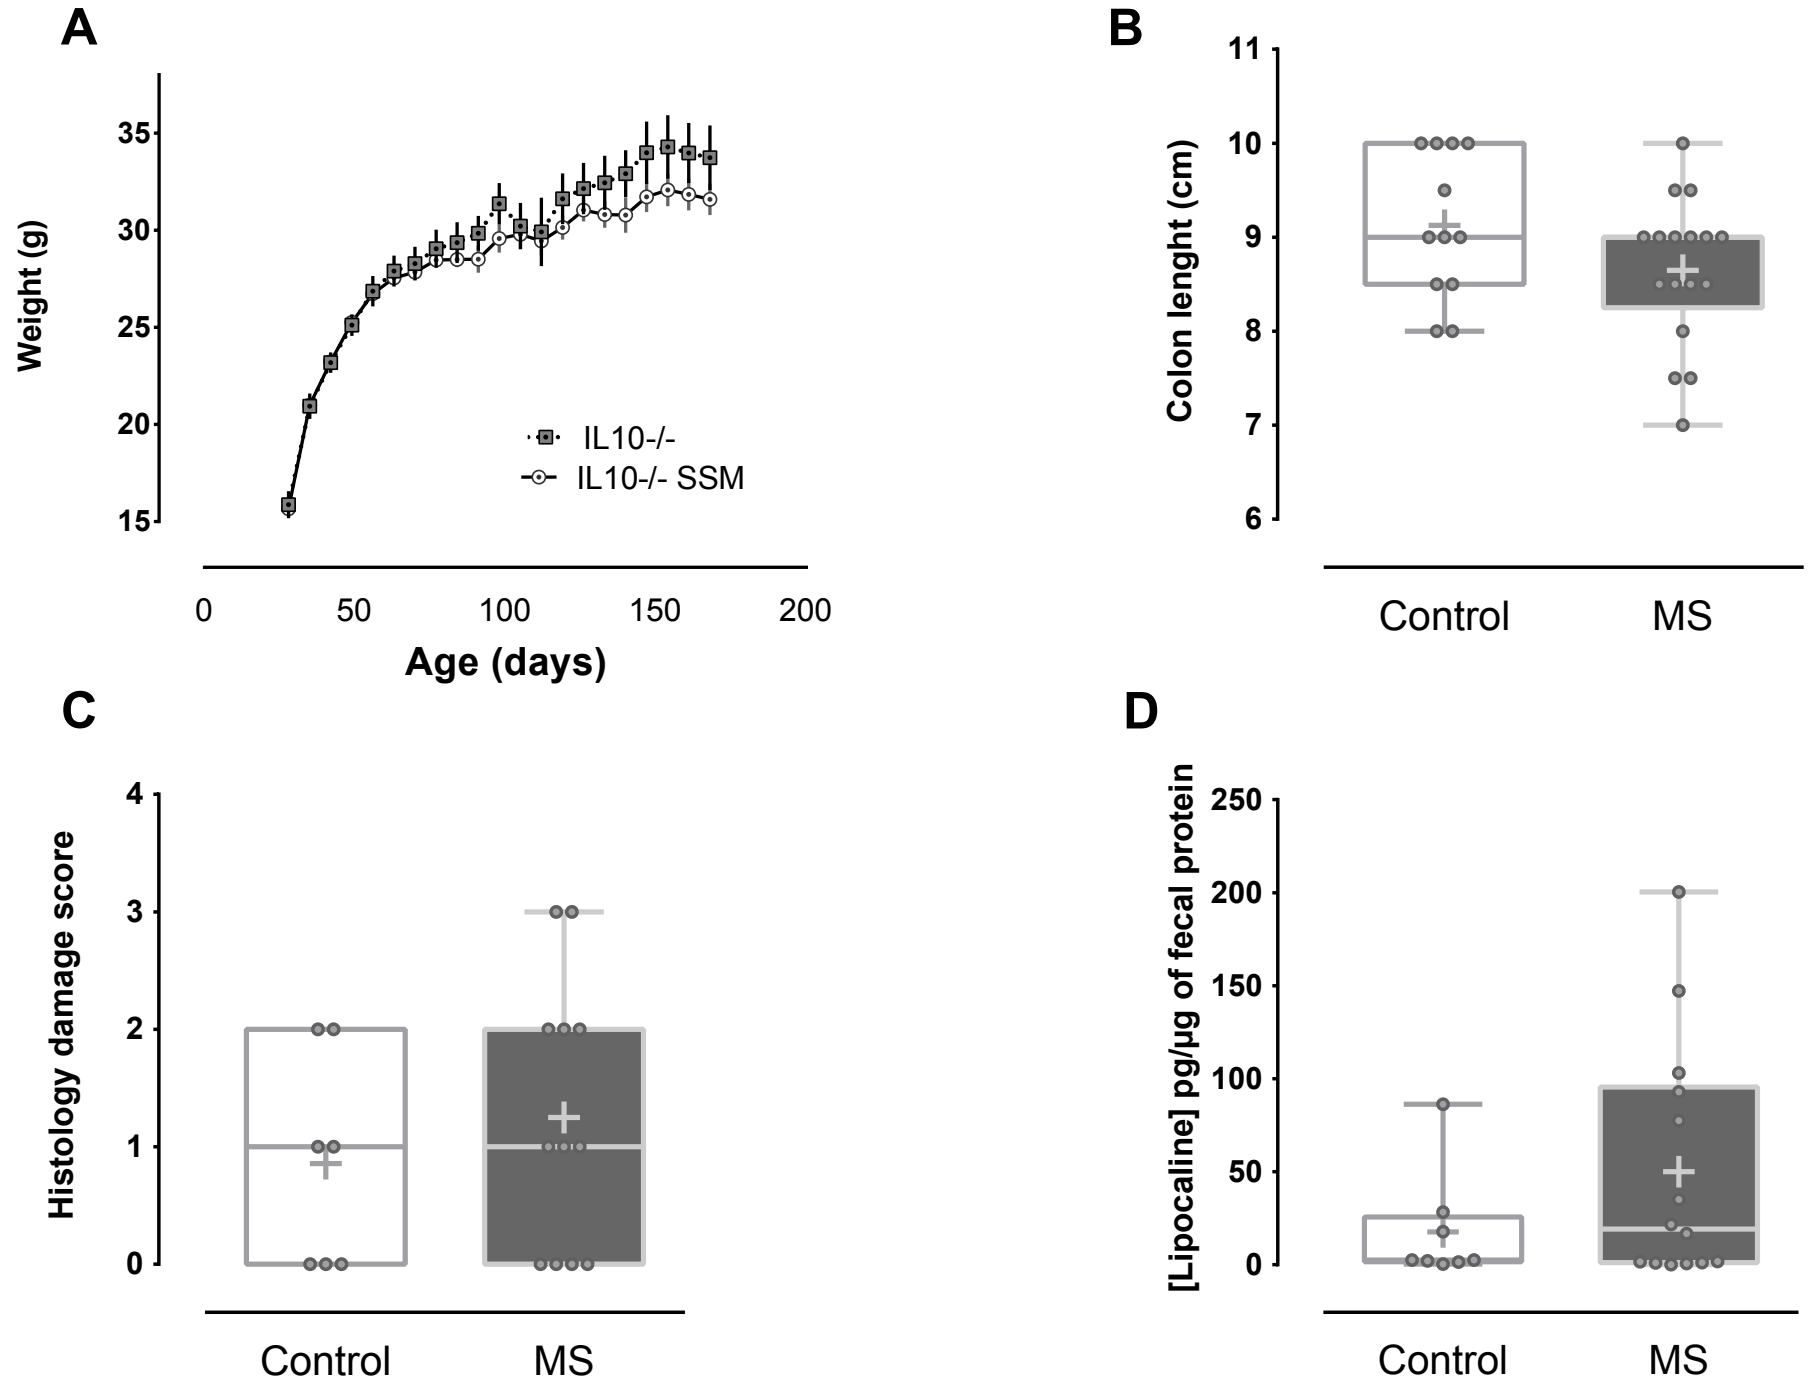 A
Weight (g)
35
30
25
20
15
IL10-/-
IL10-/- SSM
0 50 100 150 200
Age (days)
B
Colon lenght (cm)
11
10
9
8
7
6
Control MS
C
Histology damage score
4
3
2
1
0
Control MS
D
[Lipocaline] pg/µg of fecal protein
250
200
150
100
50
0
Control MS